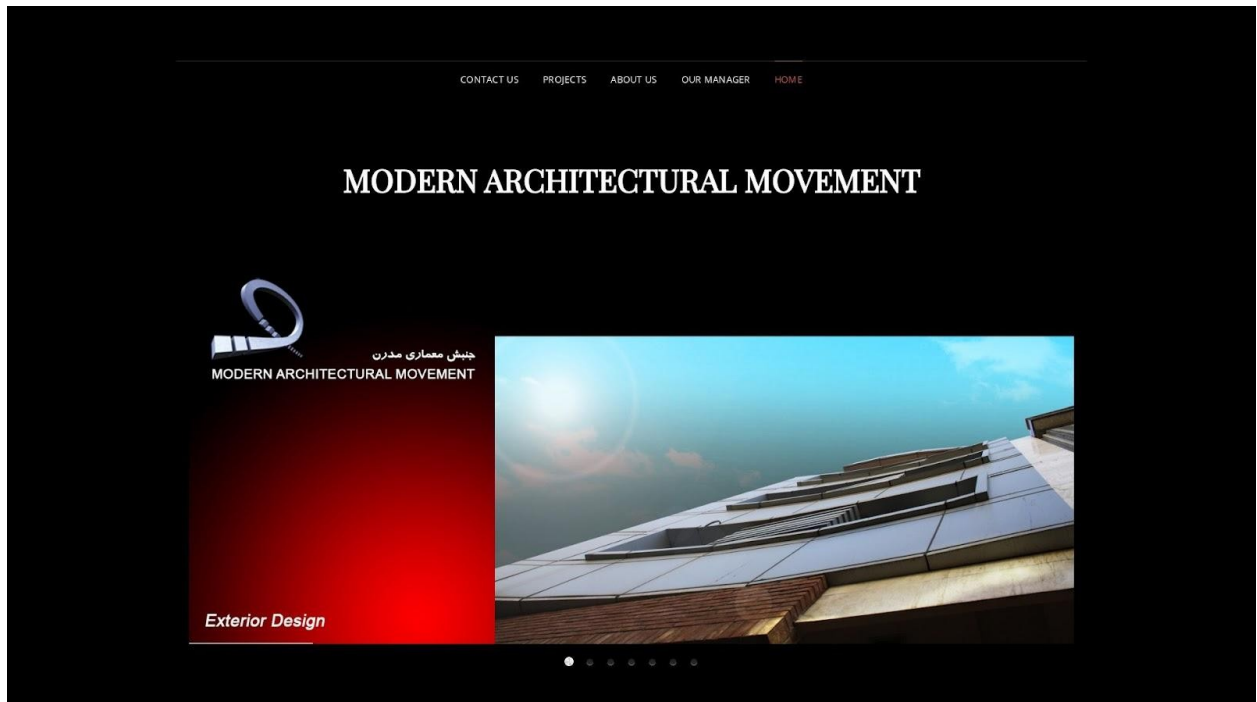 CONTACT US PROJECTS ABOUT US OUR MANAGER HOME
MODERN ARCHITECTURAL MOVEMENT
جنبش معماری مدرن
MODERN ARCHITECTURAL MOVEMENT
Exterior Design